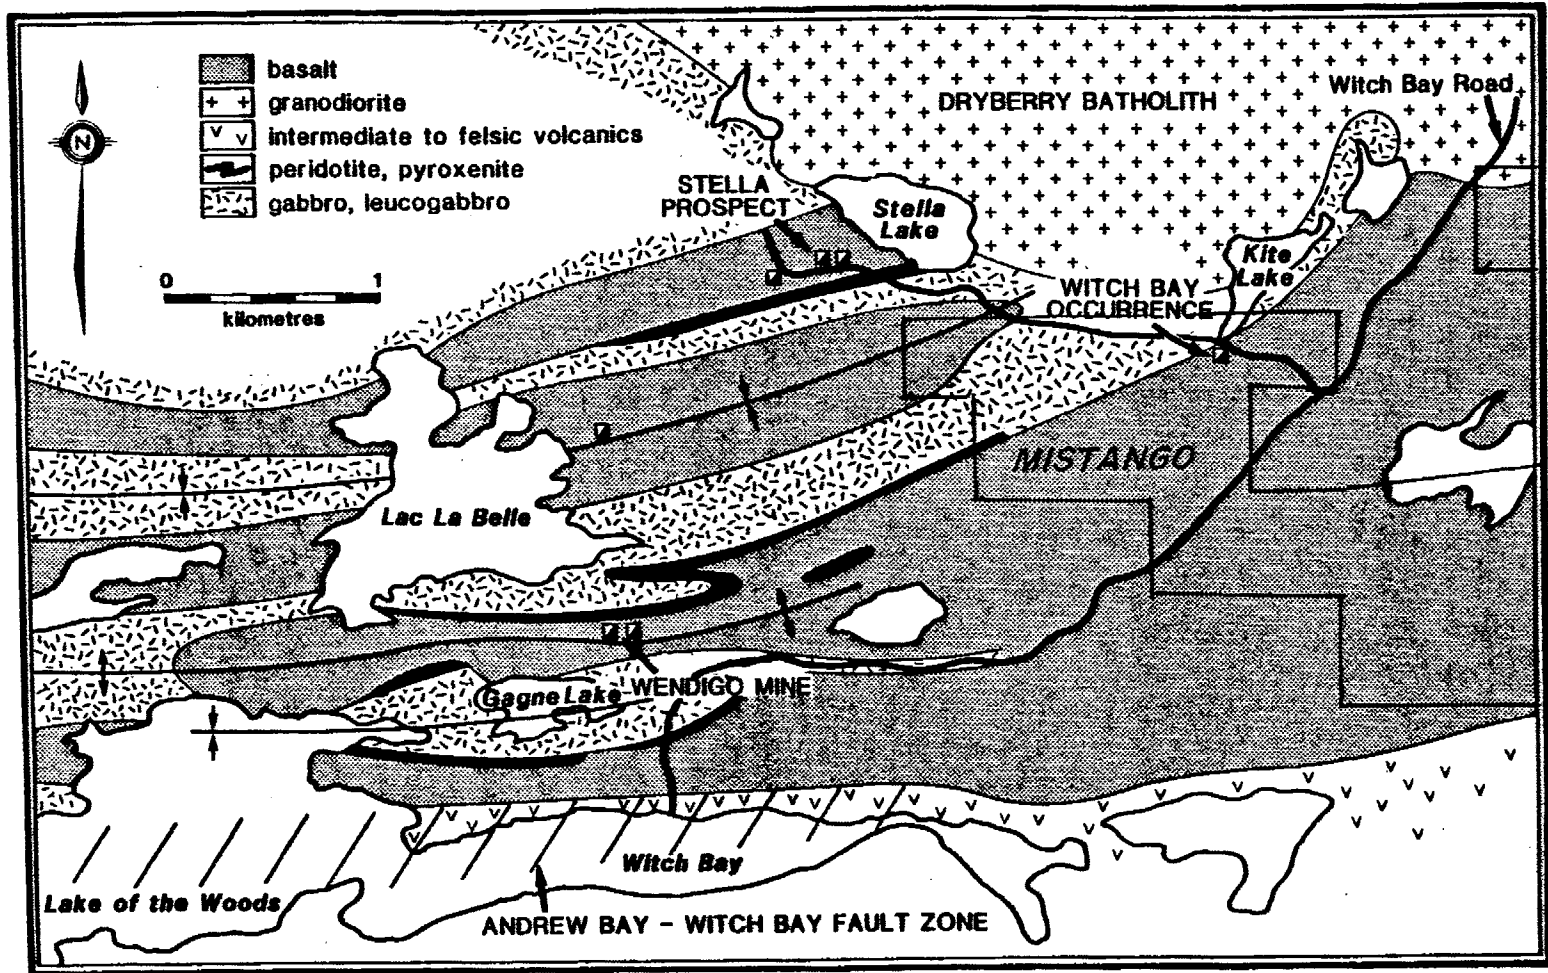 basalt
granodiorite
intermediate to felsic volcanics
peridotite, pyroxenite
gabbro, leucogabbro
N
0 1
kilometres
DRYBERRY BATHOLITH
Witch Bay Road
STELLA
PROSPECT
Stella
Lake
Kite
Lake
WITCH BAY
OCCURRENCE
MISTANGO
Lac La Belle
Gagne Lake
WENDIGO MINE
Witch Bay
Lake of the Woods
ANDREW BAY - WITCH BAY FAULT ZONE